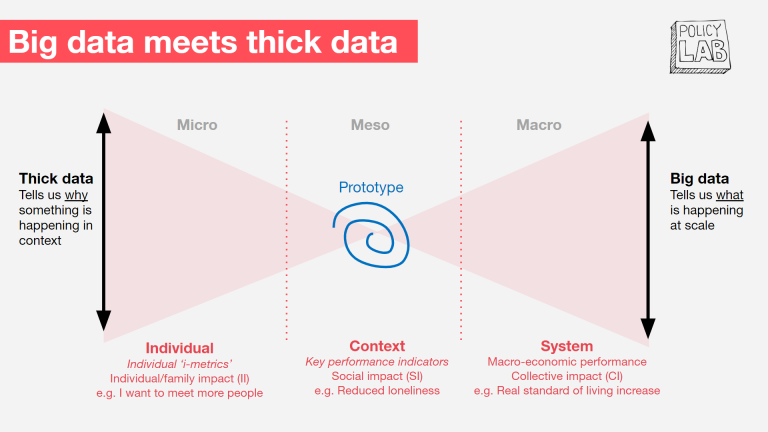 Big data meets thick data
POLICY
LAB
Micro
Meso
Macro
Thick data
Tells us why
something is
happening in
context
Prototype
Big data
Tells us what
is happening
at scale
Individual
Individual ‘i-metrics’
Individual/family impact (II)
e.g. I want to meet more people
Context
Key performance indicators
Social impact (SI)
e.g. Reduced loneliness
System
Macro-economic performance
Collective impact (CI)
e.g. Real standard of living increase